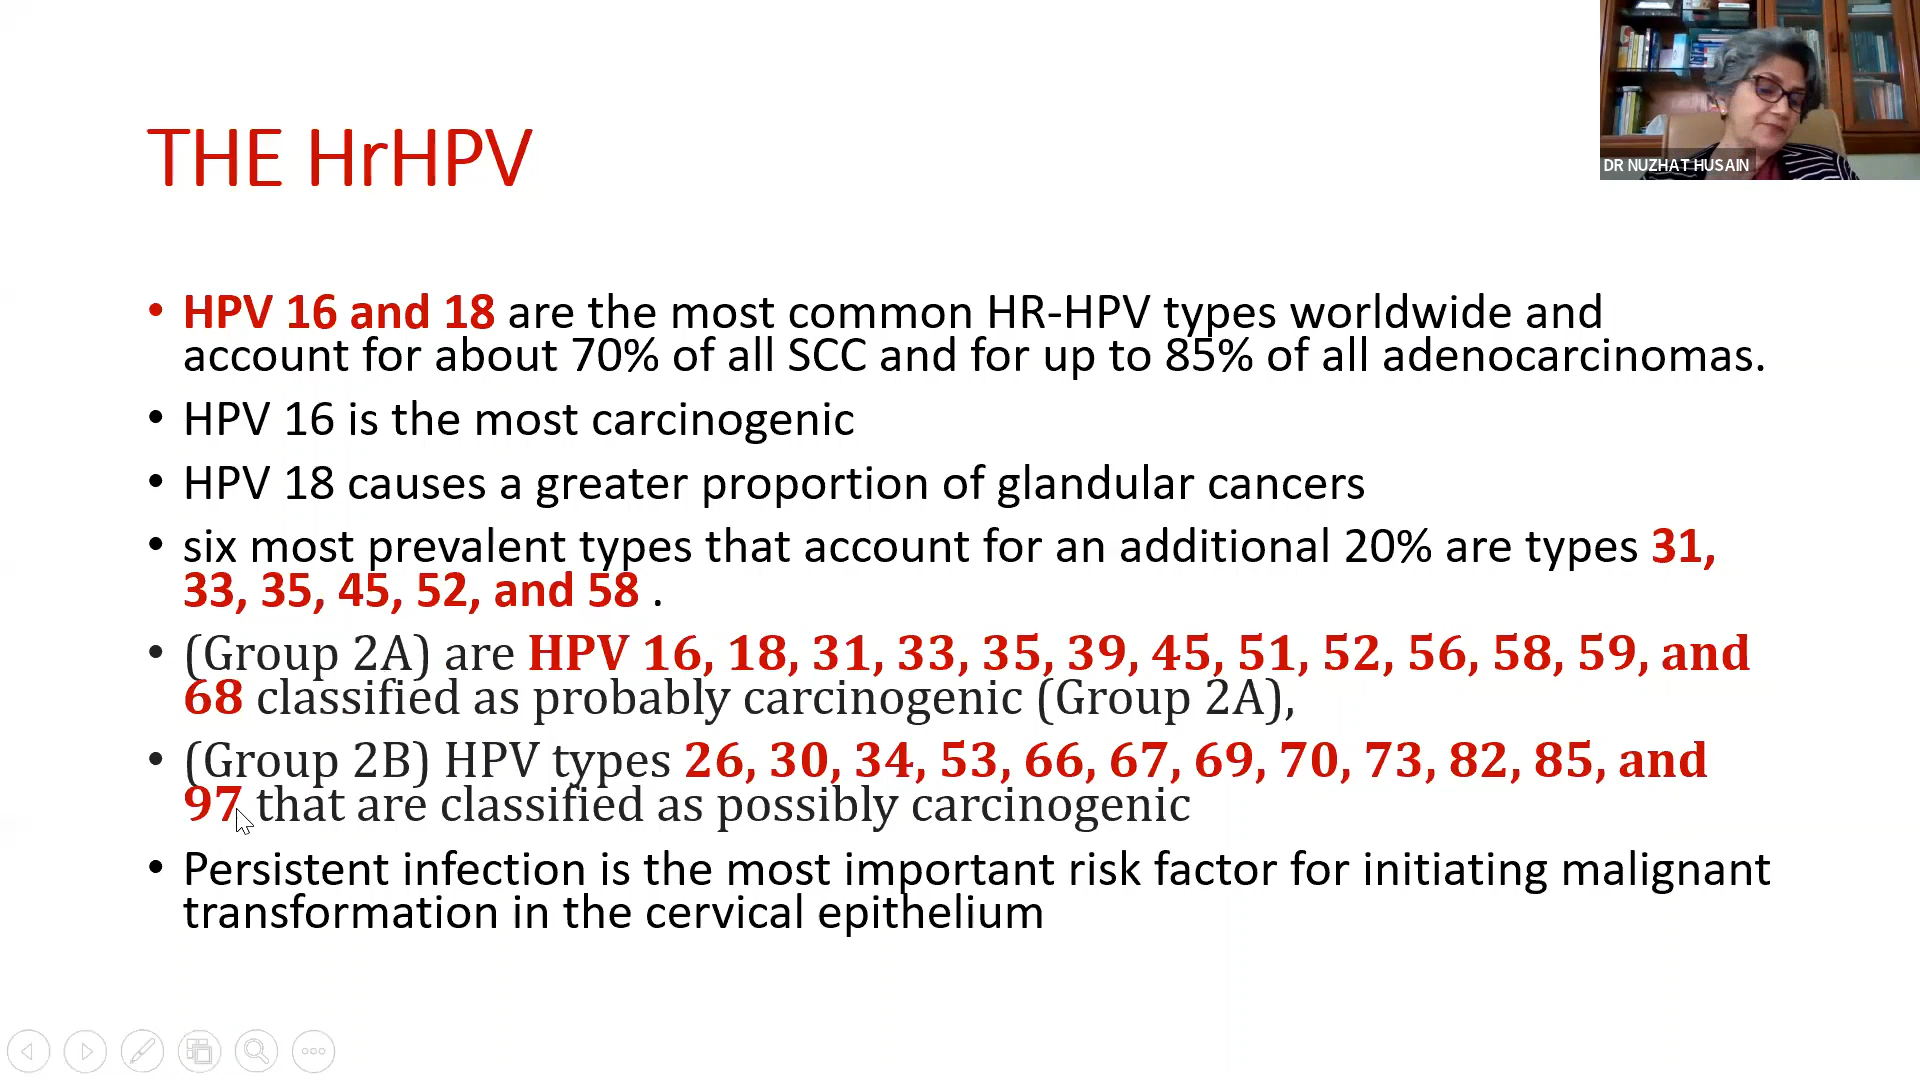 DR NUZHAT HUSAIN
THE HrHPV
• HPV 16 and 18 are the most common HR-HPV types worldwide and
account for about 70% of all SCC and for up to 85% of all adenocarcinomas.
• HPV 16 is the most carcinogenic
• HPV 18 causes a greater proportion of glandular cancers
• six most prevalent types that account for an additional 20% are types 31,
33, 35, 45, 52, and 58 .
• (Group 2A) are HPV 16, 18, 31, 33, 35, 39, 45, 51, 52, 56, 58, 59, and
68 classified as probably carcinogenic (Group 2A),
• (Group 2B) HPV types 26, 30, 34, 53, 66, 67, 69, 70, 73, 82, 85, and
97 that are classified as possibly carcinogenic
• Persistent infection is the most important risk factor for initiating malignant
transformation in the cervical epithelium